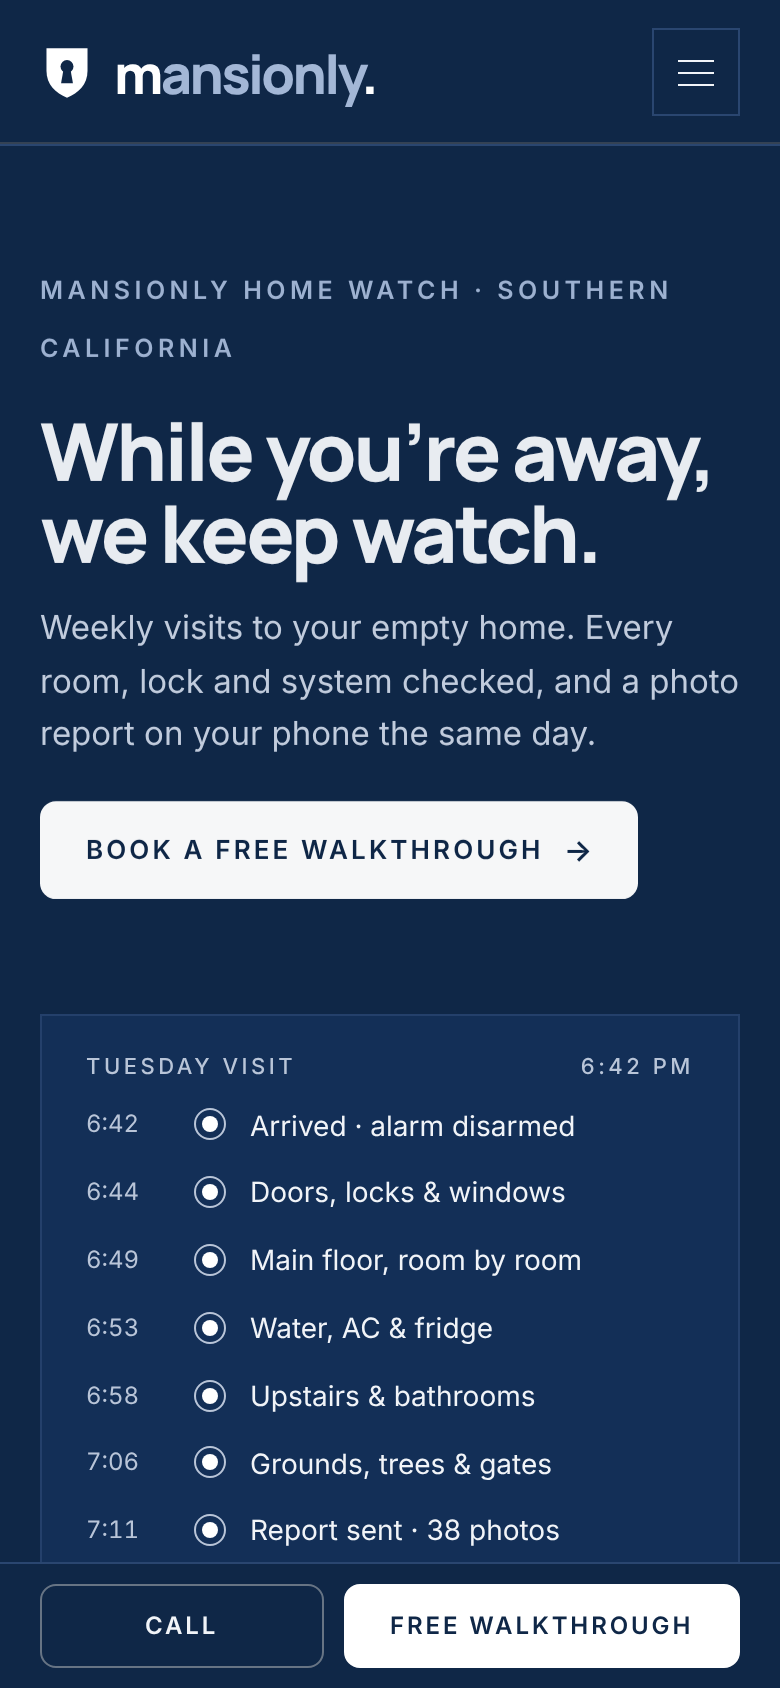 mansionly.
MANSIONLY HOME WATCH · SOUTHERN
CALIFORNIA
While you’re away,
we keep watch.
Weekly visits to your empty home. Every
room, lock and system checked, and a photo
report on your phone the same day.
BOOK A FREE WALKTHROUGH →
TUESDAY VISIT 6:42 PM
6:42 Arrived · alarm disarmed
6:44 Doors, locks & windows
6:49 Main floor, room by room
6:53 Water, AC & fridge
6:58 Upstairs & bathrooms
7:06 Grounds, trees & gates
7:11 Report sent · 38 photos
CALL FREE WALKTHROUGH